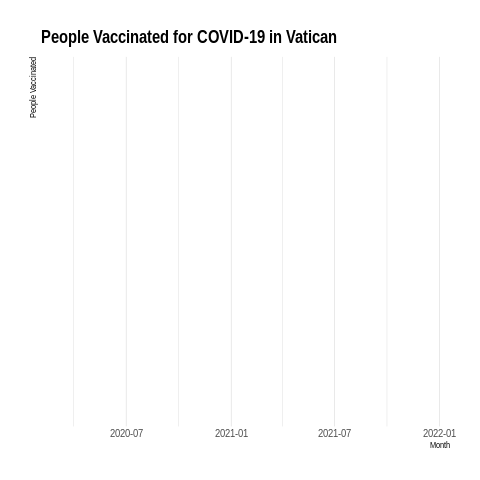 People Vaccinated for COVID-19 in Vatican
People Vaccinated
2020-07 2021-01 2021-07 2022-01
Month